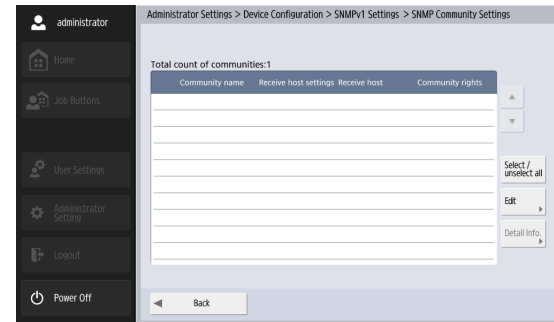 administrator
Administrator Settings > Device Configuration > SNMPv1 Settings > SNMP Community Settings
Home
Job Buttons
User Settings
Administrator
Setting
Logout
Power Off
Total count of communities:1
Community name Receive host settings Receive host Community rights
Select /
unselect all
Edit
Detail Info.
Back